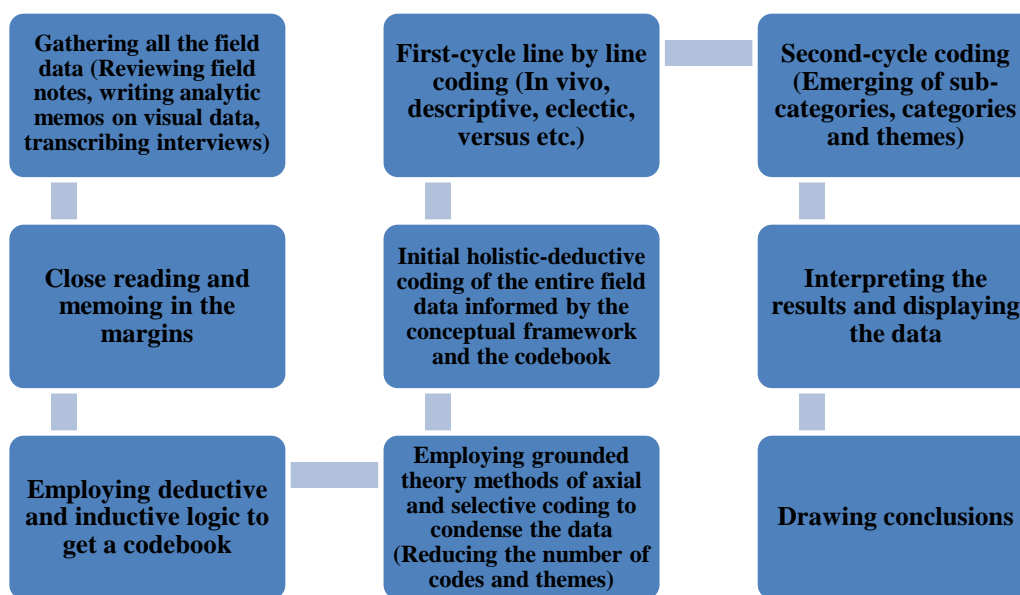 Gathering all the field
data (Reviewing field
notes, writing analytic
memos on visual data,
transcribing interviews)
Close reading and
memoing in the
margins
Employing deductive
and inductive logic to
get a codebook
Employing grounded
theory methods of axial
and selective coding to
condense the data
(Reducing the number of
codes and themes)
Initial holistic-deductive
coding of the entire field
data informed by the
conceptual framework
and the codebook
First-cycle line by line
coding (In vivo,
descriptive, eclectic,
versus etc.)
Second-cycle coding
(Emerging of sub-
categories, categories
and themes)
Interpreting the
results and displaying
the data
Drawing conclusions